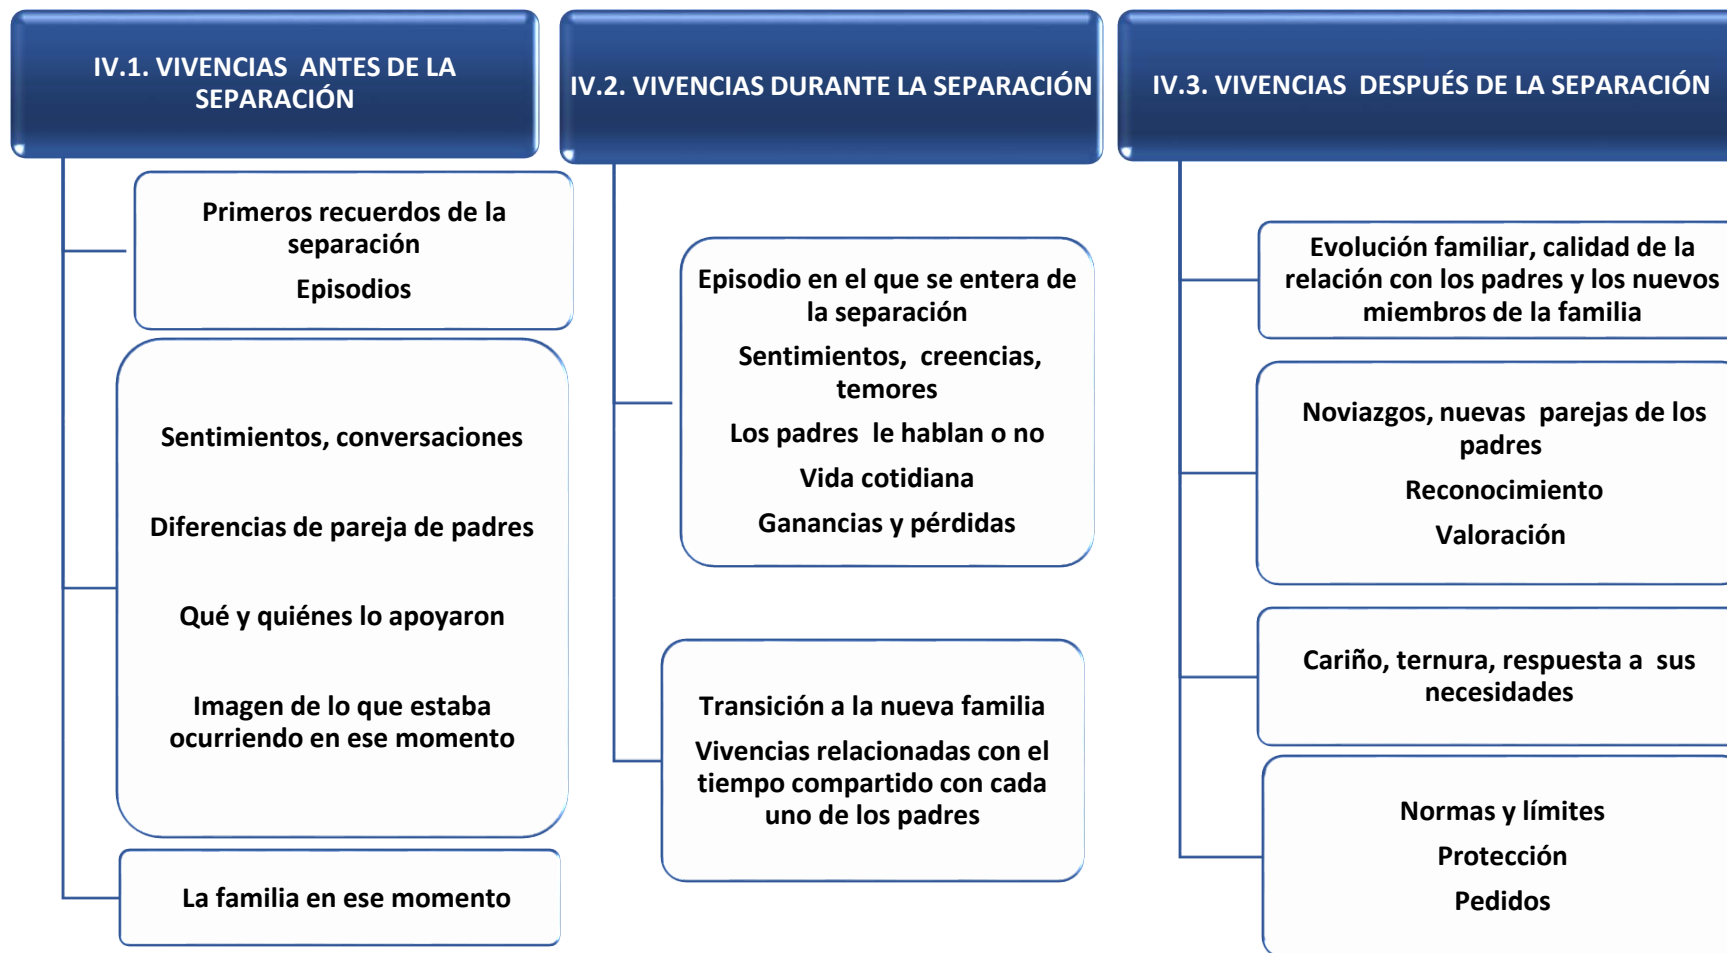 IV.1. VIVENCIAS ANTES DE LA
SEPARACIÓN
Primeros recuerdos de la
separación
Episodios
Sentimientos, conversaciones
Diferencias de pareja de padres
Qué y quiénes lo apoyaron
Imagen de lo que estaba
ocurriendo en ese momento
La familia en ese momento
IV.2. VIVENCIAS DURANTE LA SEPARACIÓN
Episodio en el que se entera de
la separación
Sentimientos, creencias,
temores
Los padres le hablan o no
Vida cotidiana
Ganancias y pérdidas
Transición a la nueva familia
Vivencias relacionadas con el
tiempo compartido con cada
uno de los padres
IV.3. VIVENCIAS DESPUÉS DE LA SEPARACIÓN
Evolución familiar, calidad de la
relación con los padres y los nuevos
miembros de la familia
Noviazgos, nuevas parejas de los
padres
Reconocimiento
Valoración
Cariño, ternura, respuesta a sus
necesidades
Normas y límites
Protección
Pedidos